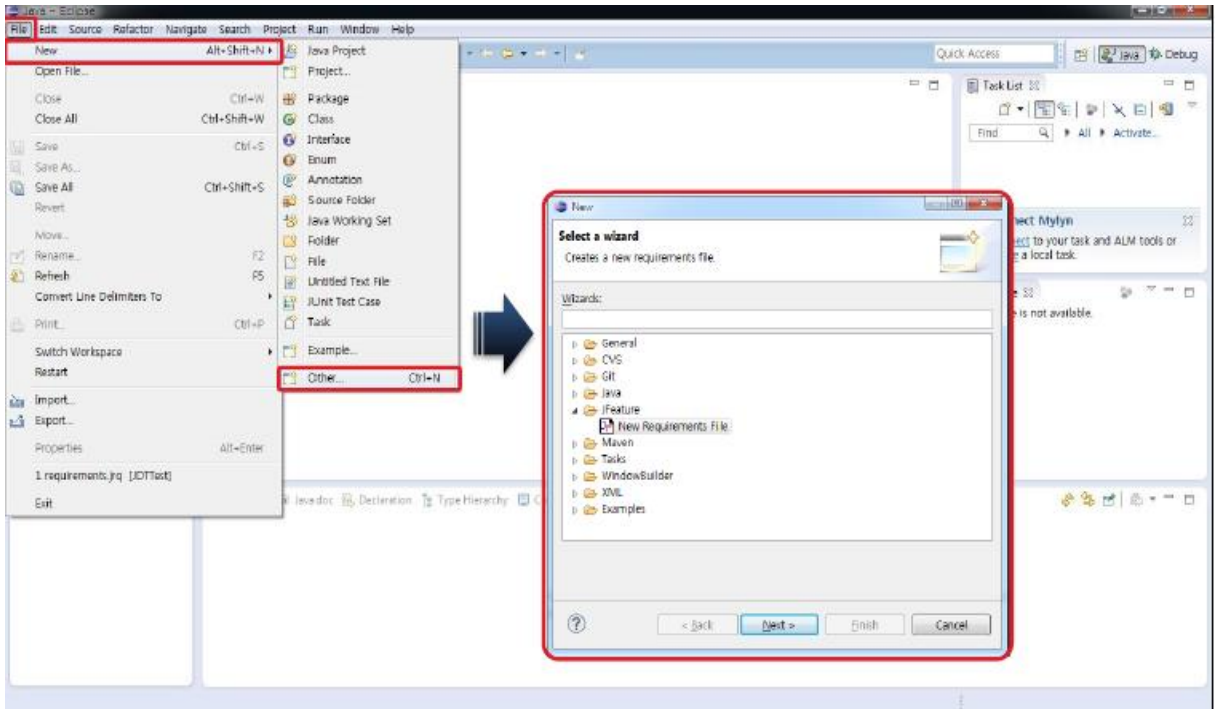 Java - Eclipse
File Edit Source Refactor Navigate Search Project Run Window Help
New Alt+Shift+N
Open File...
Close Ctrl+W
Close All Ctrl+Shift+W
Save Ctrl+S
Save As...
Save All Ctrl+Shift+S
Revert
Move...
Rename... F2
Refresh F5
Convert Line Delimiters To
Print... Ctrl+P
Switch Workspace
Restart
Import...
Export...
Properties Alt+Enter
1 requirements.jrq [JDTTest]
Exit
Java Project
Project...
Package
Class
Interface
Enum
Annotation
Source Folder
Java Working Set
Folder
File
Untitled Text File
JUnit Test Case
Task
Example...
Other... Ctrl+N
Quick Access
Java
Debug
Task List
Find
All
Activate...
Mylyn
to your task and ALM tools or
a local task.
is not available.
Javadoc Declaration Type Hierarchy
New
Select a wizard
Creates a new requirements file.
Wizards:
General
CVS
Git
Java
JFeature
New Requirements File
Maven
Tasks
WindowBuilder
XML
Examples
< Back
Next >
Finish
Cancel